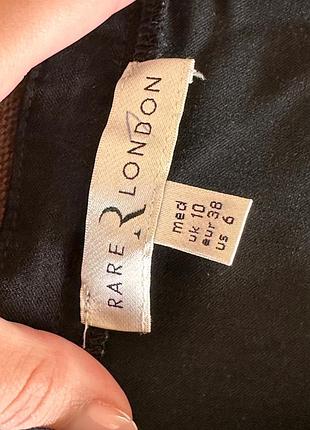 RARE R LONDON
med
uk 10
eur 38
us 6